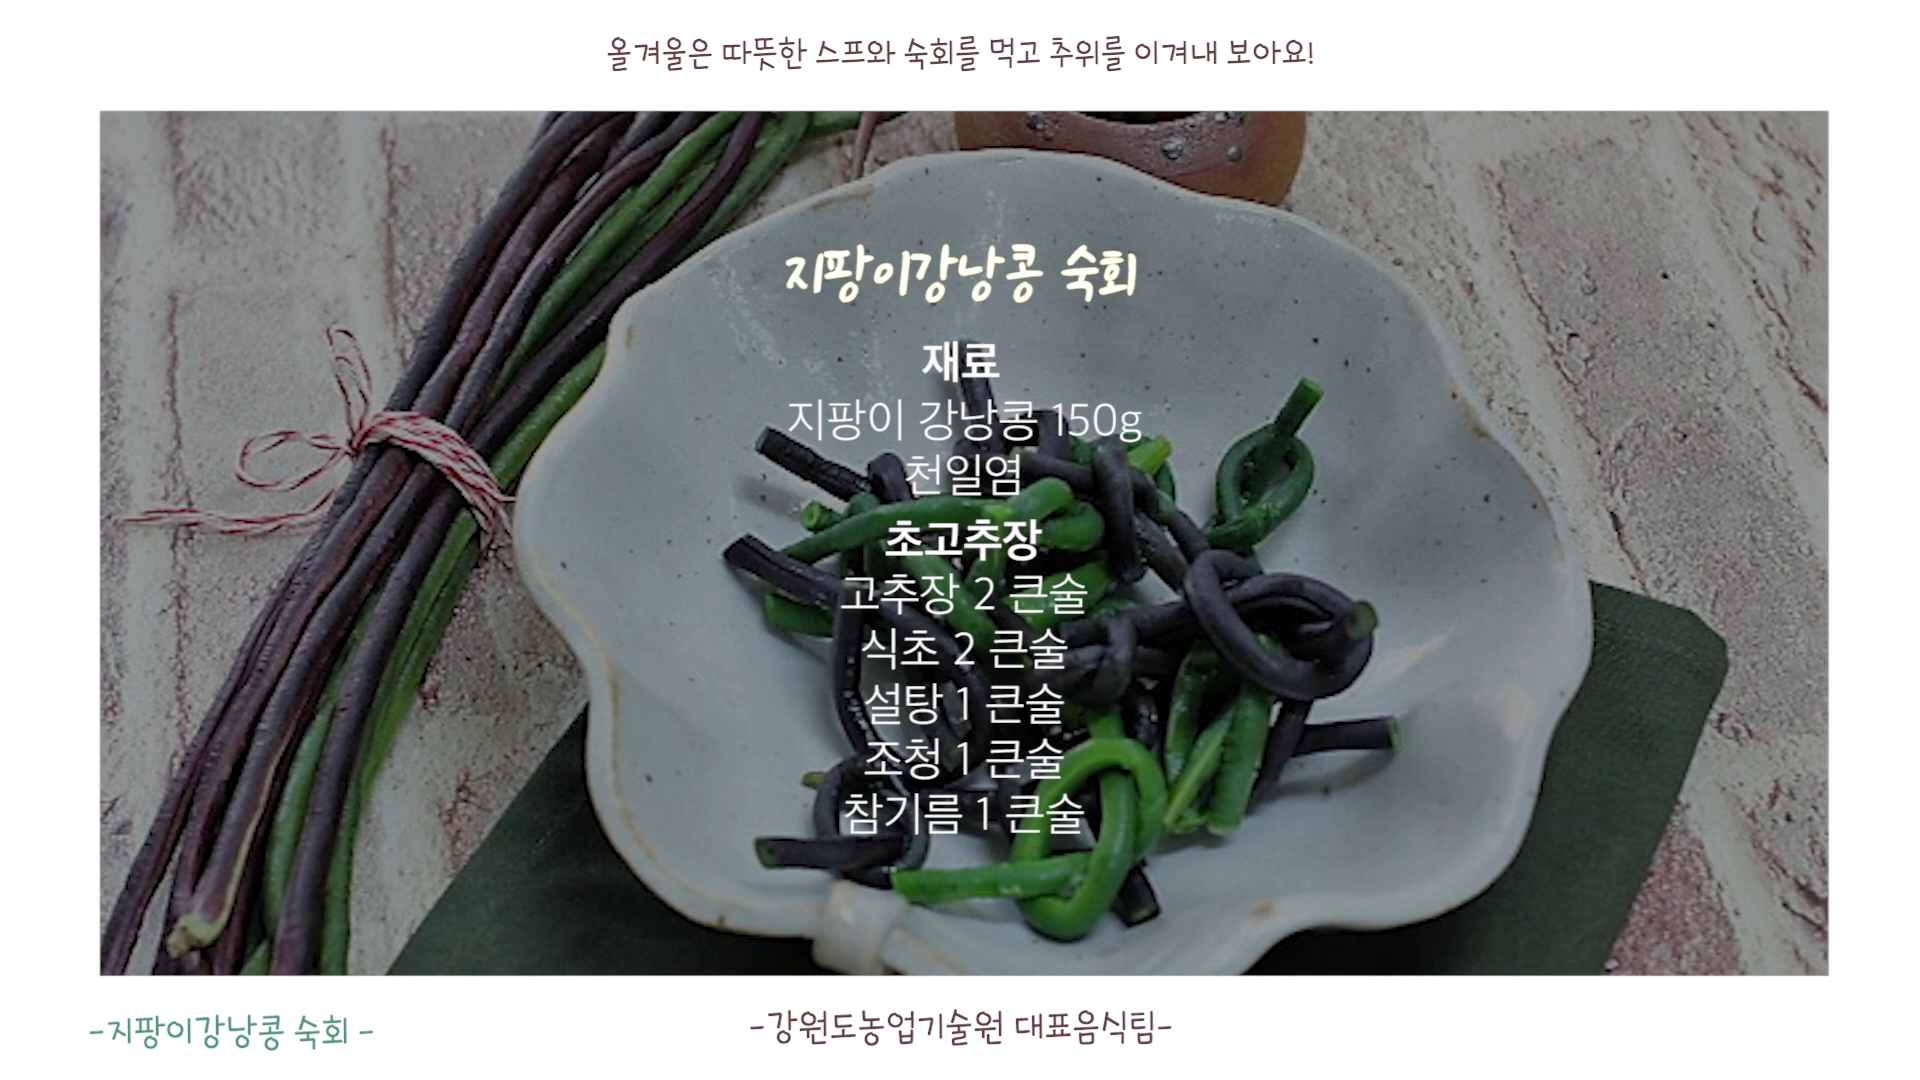 올겨울은 따뜻한 스프와 숙회를 먹고 추위를 이겨내 보아요!
지팡이강낭콩 숙회
재료
지팡이 강낭콩 150g
천일염
초고추장
고추장 2 큰술
식초 2 큰술
설탕 1 큰술
조청 1 큰술
참기름 1 큰술
-지팡이강낭콩 숙회 -
-강원도농업기술원 대표음식팀-